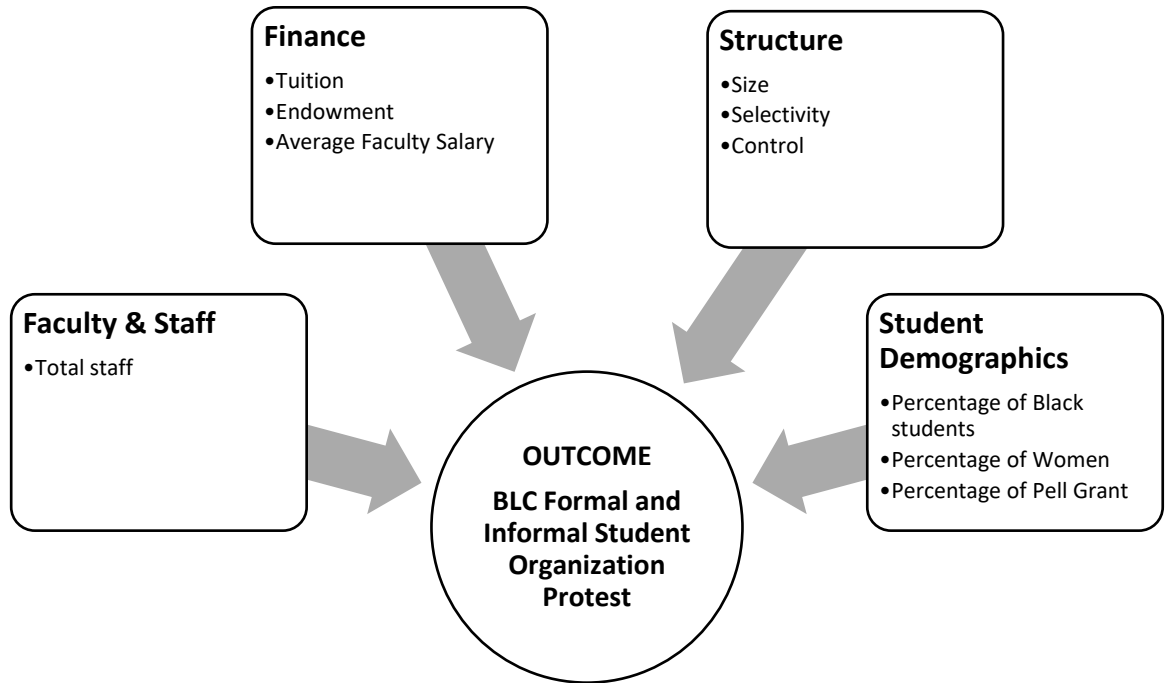 Finance
•Tuition
•Endowment
•Average Faculty Salary
Structure
•Size
•Selectivity
•Control
Faculty & Staff
•Total staff
Student
Demographics
•Percentage of Black
students
•Percentage of Women
•Percentage of Pell Grant
OUTCOME
BLC Formal and
Informal Student
Organization
Protest